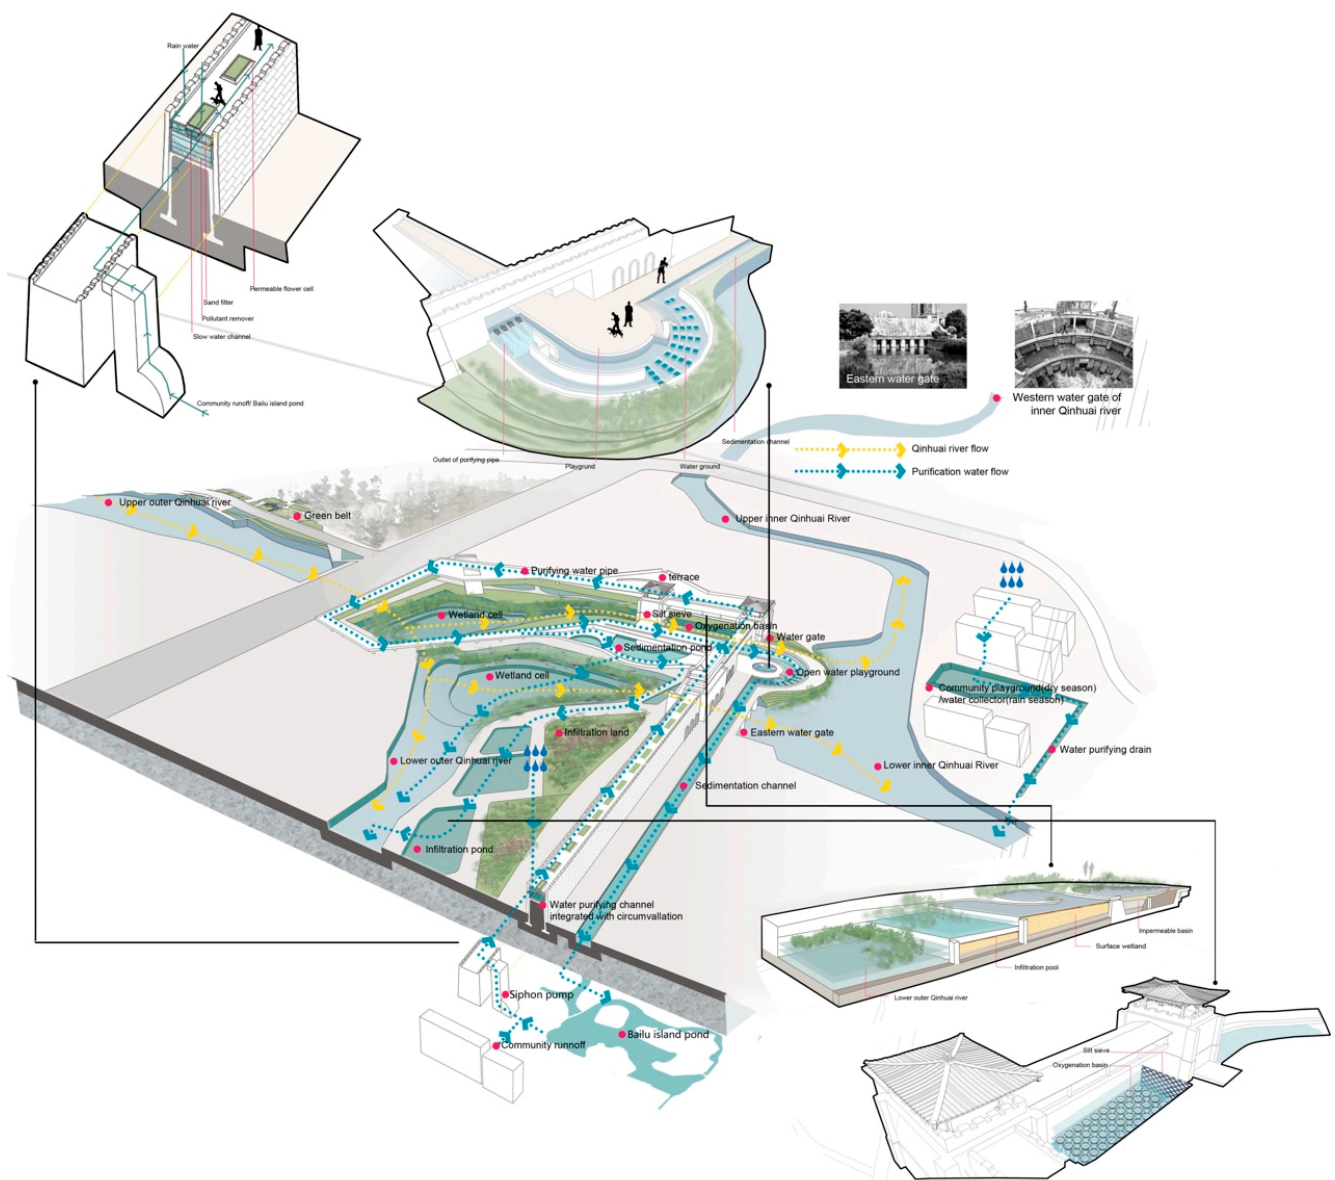 Rain water
Permeable flower cell
Sand filter
Pollutant remover
Slow water channel
Community runoff/ Bailu island pond
Outlet of purifying pipe
Playgrund
Water ground
Sedimentation channel
Eastern water gate
Western water gate of
inner Qinhuai river
Qinhuai river flow
Purification water flow
Upper outer Qinhuai river
Green belt
Upper inner Qinhuai River
Purifying water pipe
terrace
Wetland cell
Silt sieve
Oxygenation basin
Water gate
Sedimentation pond
Open water playground
Wetland cell
Community playground(dry season)
/water collector(rain season)
Infiltration land
Eastern water gate
Water purifying drain
Lower outer Qinhuai river
Lower inner Qinhuai River
Sedimentation channel
Infiltration pond
Water purifying channel
integrated with circumvallation
Impermeable basin
Surface wetland
Infiltration pool
Lower outer Qinhuai river
Siphon pump
Bailu island pond
Community runnoff
Silt sieve
Oxygenation basin